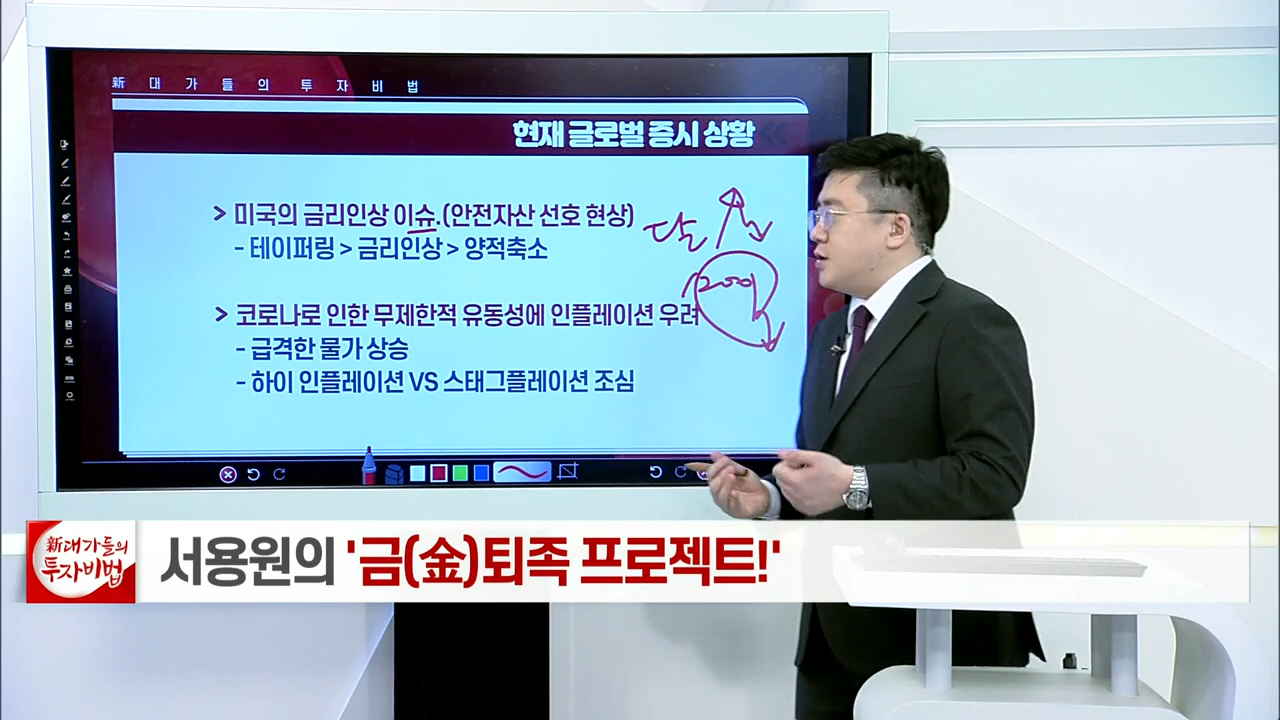 新 대 가 들 의 투 자 비 법
현재 글로벌 증시 상황
> 미국의 금리인상 이슈.(안전자산 선호 현상)
- 테이퍼링 > 금리인상 > 양적축소
달
1200
> 코로나로 인한 무제한적 유동성에 인플레이션 우려
- 급격한 물가 상승
- 하이 인플레이션 VS 스태그플레이션 조심
新대가들의
투자비법
서용원의 '금(金)퇴족 프로젝트!'